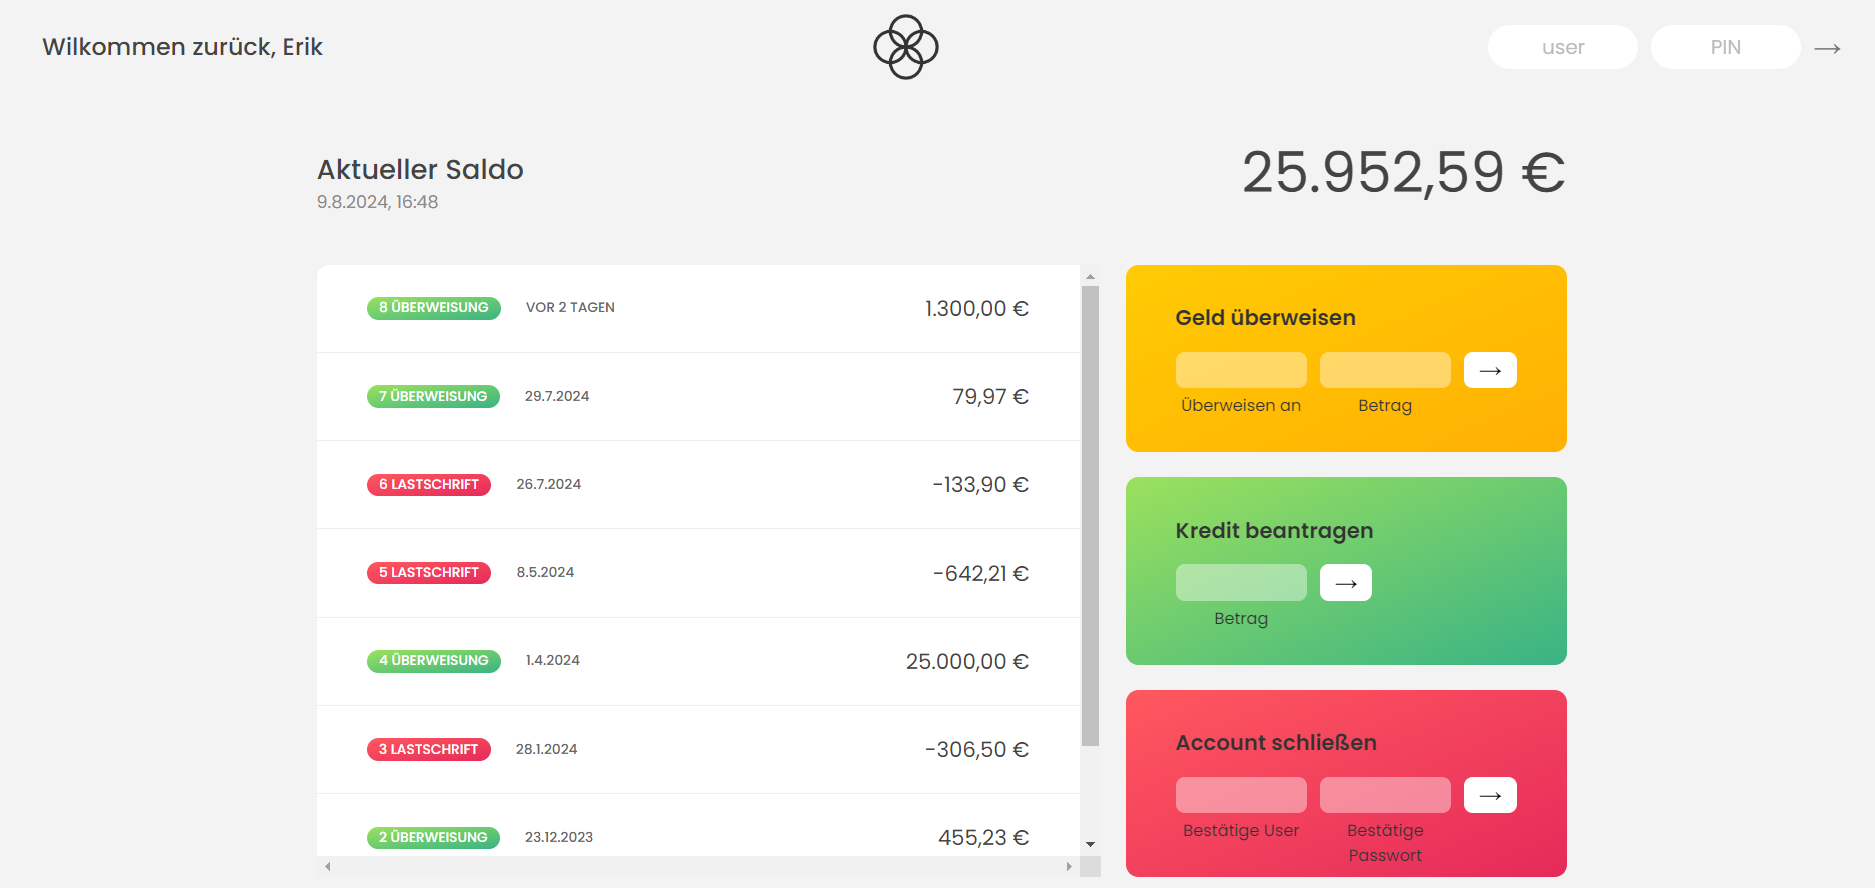 Wilkommen zurück, Erik
user
PIN
→
Aktueller Saldo
9.8.2024, 16:48
25.952,59 €
8 ÜBERWEISUNG VOR 2 TAGEN 1.300,00 €
7 ÜBERWEISUNG 29.7.2024 79,97 €
6 LASTSCHRIFT 26.7.2024 -133,90 €
5 LASTSCHRIFT 8.5.2024 -642,21 €
4 ÜBERWEISUNG 1.4.2024 25.000,00 €
3 LASTSCHRIFT 28.1.2024 -306,50 €
2 ÜBERWEISUNG 23.12.2023 455,23 €
Geld überweisen
→
Überweisen an Betrag
Kredit beantragen
→
Betrag
Account schließen
→
Bestätige User Bestätige
Passwort